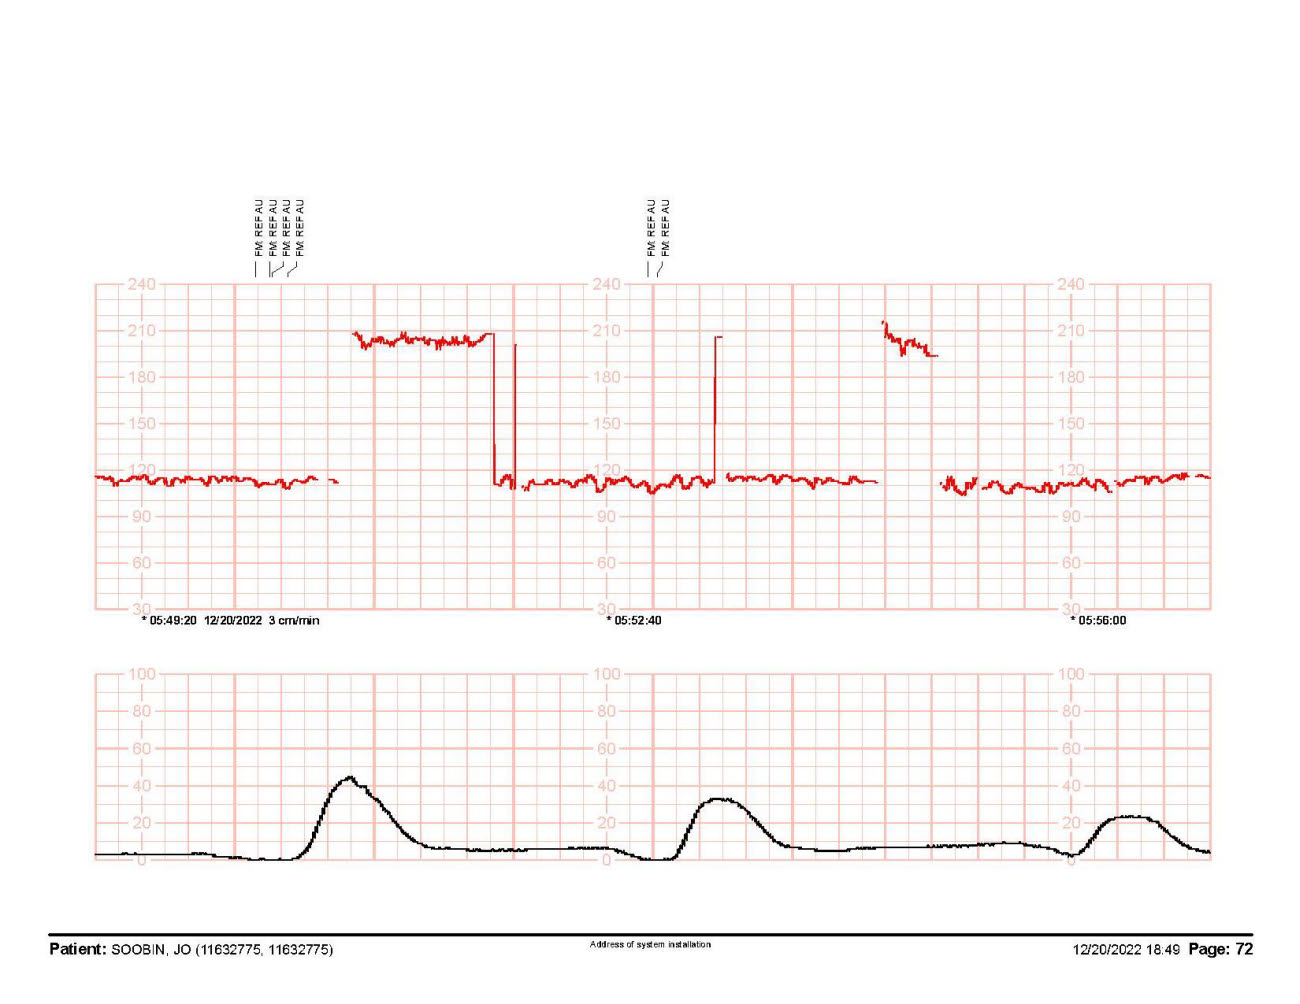 FM: REF AU
FM: REF AU
FM: REF AU
FM: REF AU
FM: REF AU
FM: REF AU
240 240 240
210 210 210
180 180 180
150 150 150
120 120 120
90 90 90
60 60 60
30 30 30
* 05:49:20 12/20/2022 3 cm/min * 05:52:40 * 05:56:00
100 100 100
80 80 80
60 60 60
40 40 40
20 20 20
0 0 0
Patient: SOOBIN, JO (11632775, 11632775) Address of system installation 12/20/2022 18:49 Page: 72